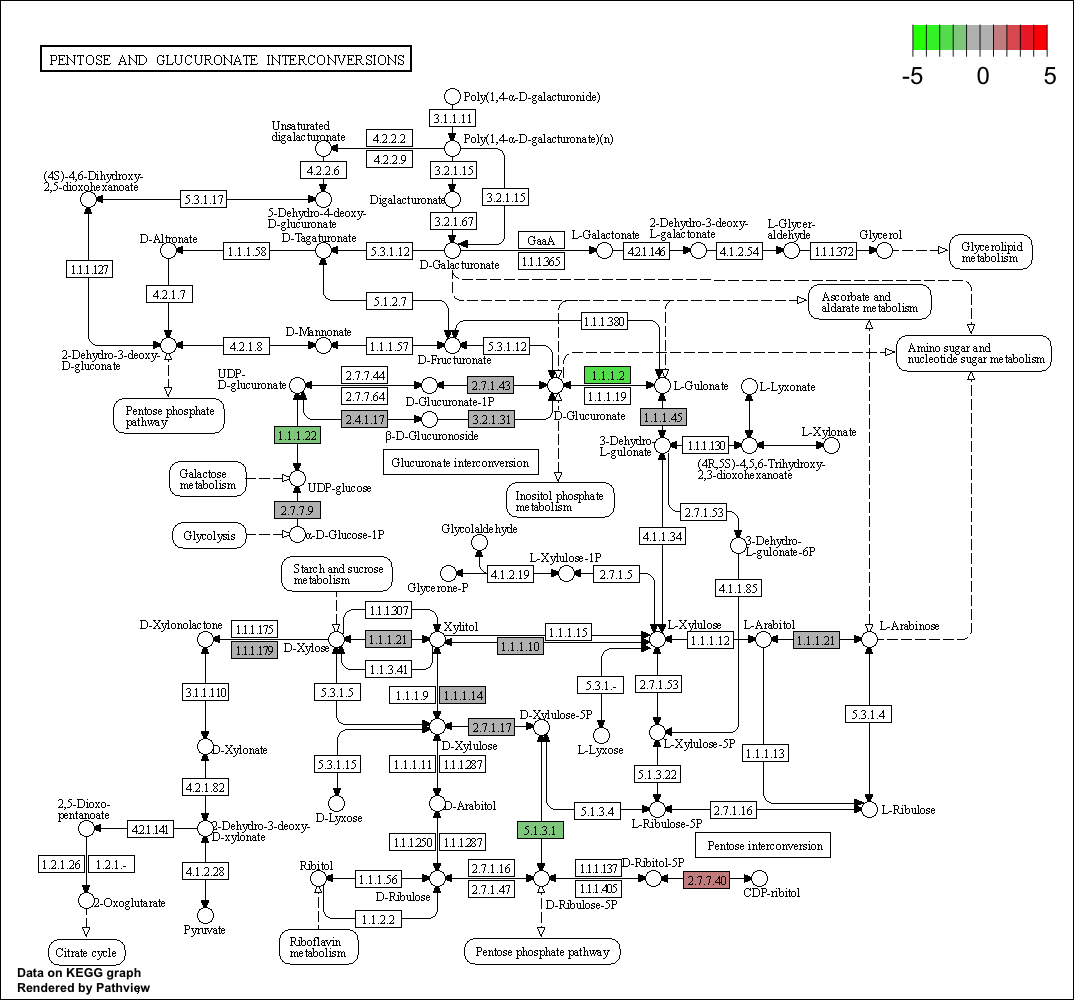 PENTOSE AND GLUCURONATE INTERCONVERSIONS
-5 0 5
Poly(1,4-α-D-galacturonide)
3.1.1.11
Unsaturated
digalacturonate
4.2.2.2
Poly(1,4-α-D-galacturonate)(n)
4.2.2.9
4.2.2.6
3.2.1.15
(4S)-4,6-Dihydroxy-
2,5-dioxohexanoate
5.3.1.17
Digalacturonate
3.2.1.15
5-Dehydro-4-deoxy-
D-glucuronate
3.2.1.67
D-Altronate
1.1.1.58
D-Tagaturonate
5.3.1.12
D-Galacturonate
GaaA
1.1.1365
L-Galactonate
4.2.1.146
2-Dehydro-3-deoxy-
L-galactonate
4.1.2.54
L-Glycer-
aldehyde
1.1.1372
Glycerol
Glycerolipid
metabolism
1.1.1.127
4.2.1.7
5.1.2.7
Ascorbate and
aldarate metabolism
1.1.1.380
2-Dehydro-3-deoxy-
D-gluconate
4.2.1.8
D-Mannonate
1.1.1.57
D-Fructuronate
5.3.1.12
Amino sugar and
nucleotide sugar metabolism
UDP-
D-glucuronate
2.7.7.44
2.7.7.64
D-Glucuronate-1P
2.7.1.43
D-Glucuronate
1.1.1.2
1.1.1.19
L-Gulonate
L-Lyxonate
Pentose phosphate
pathway
2.4.1.17
β-D-Glucuronoside
3.2.1.31
1.1.1.45
1.1.1.22
3-Dehydro-
L-gulonate
1.1.1.130
L-Xylonate
(4R,5S)-4,5,6-Trihydroxy-
2,3-dioxohexanoate
Glucuronate interconversion
Galactose
metabolism
UDP-glucose
Inositol phosphate
metabolism
2.7.7.9
2.7.1.53
Glycolysis
α-D-Glucose-1P
Glycolaldehyde
4.1.1.34
3-Dehydro-
L-gulonate-6P
Starch and sucrose
metabolism
Glycerone-P
4.1.2.19
L-Xylulose-1P
2.7.1.5
4.1.1.85
1.1.1307
D-Xylonolactone
1.1.1.175
1.1.1.179
D-Xylose
1.1.1.21
Xylitol
1.1.1.15
1.1.1.10
L-Xylulose
1.1.1.12
L-Arabitol
1.1.1.21
L-Arabinose
1.1.3.41
3.1.1.110
5.3.1.5
1.1.1.9
1.1.1.14
5.3.1.-
2.7.1.53
5.3.1.4
D-Xylulose
2.7.1.17
D-Xylulose-5P
L-Lyxose
L-Xylulose-5P
D-Xylonate
5.3.1.15
1.1.1.11
1.1.1287
1.1.1.13
5.1.3.22
4.2.1.82
D-Lyxose
D-Arabitol
5.1.3.4
L-Ribulose-5P
2.7.1.16
L-Ribulose
2,5-Dioxo-
pentanoate
4.2.1.141
2-Dehydro-3-deoxy-
D-xylonate
1.1.1250
1.1.1287
5.1.3.1
Pentose interconversion
1.2.1.26
1.2.1.-
4.1.2.28
Ribitol
1.1.1.56
D-Ribulose
2.7.1.16
2.7.1.47
D-Ribulose-5P
1.1.1.137
1.1.1.405
D-Ribitol-5P
2.7.7.40
CDP-ribitol
2-Oxoglutarate
1.1.2.2
Pyruvate
Citrate cycle
Riboflavin
metabolism
Pentose phosphate pathway
Data on KEGG graph
Rendered by Pathview